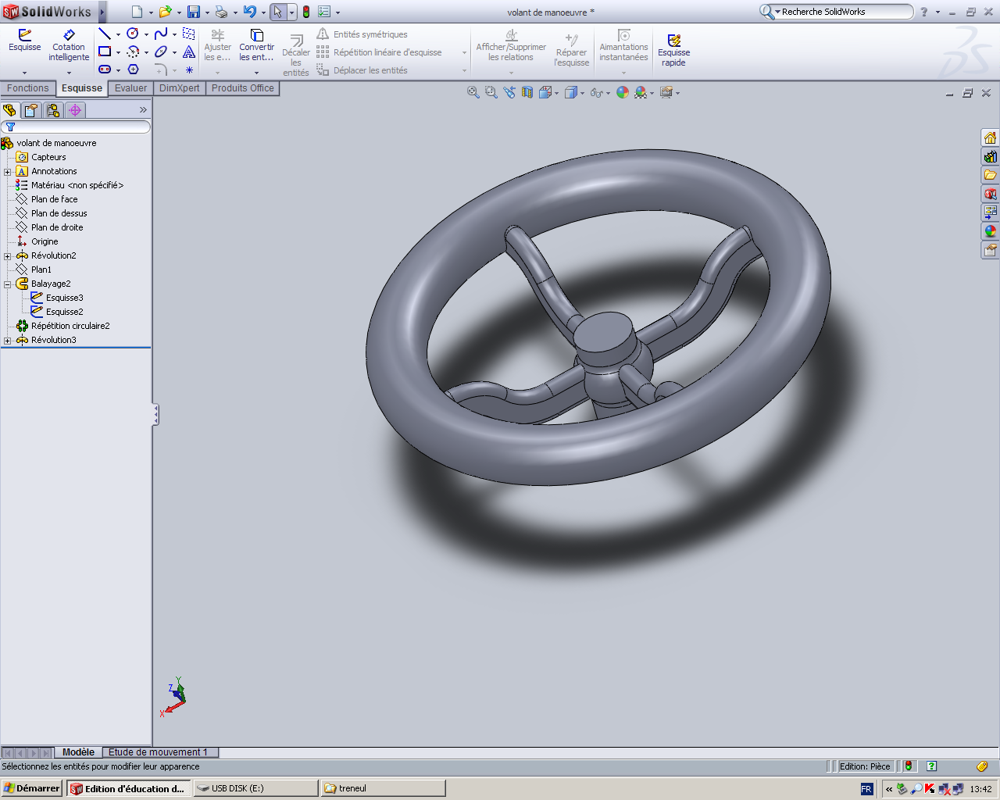 SolidWorks
volant de manoeuvre *
Recherche SolidWorks
Esquisse
Cotation intelligente
Ajuster les e...
Convertir les ent...
Décaler les entités
Entités symétriques
Répétition linéaire d'esquisse
Déplacer les entités
Afficher/Supprimer les relations
Réparer l'esquisse
Aimantations instantanées
Esquisse rapide
Fonctions
Esquisse
Evaluer
DimXpert
Produits Office
volant de manoeuvre
Capteurs
Annotations
Matériau <non spécifié>
Plan de face
Plan de dessus
Plan de droite
Origine
Révolution2
Plan1
Balayage2
Esquisse3
Esquisse2
Répétition circulaire2
Révolution3
Y
Z
X
Modèle
Etude de mouvement 1
Sélectionnez les entités pour modifier leur apparence
Edition: Pièce
Démarrer
Edition d'éducation d...
USB DISK (E:)
treneul
FR
13:42